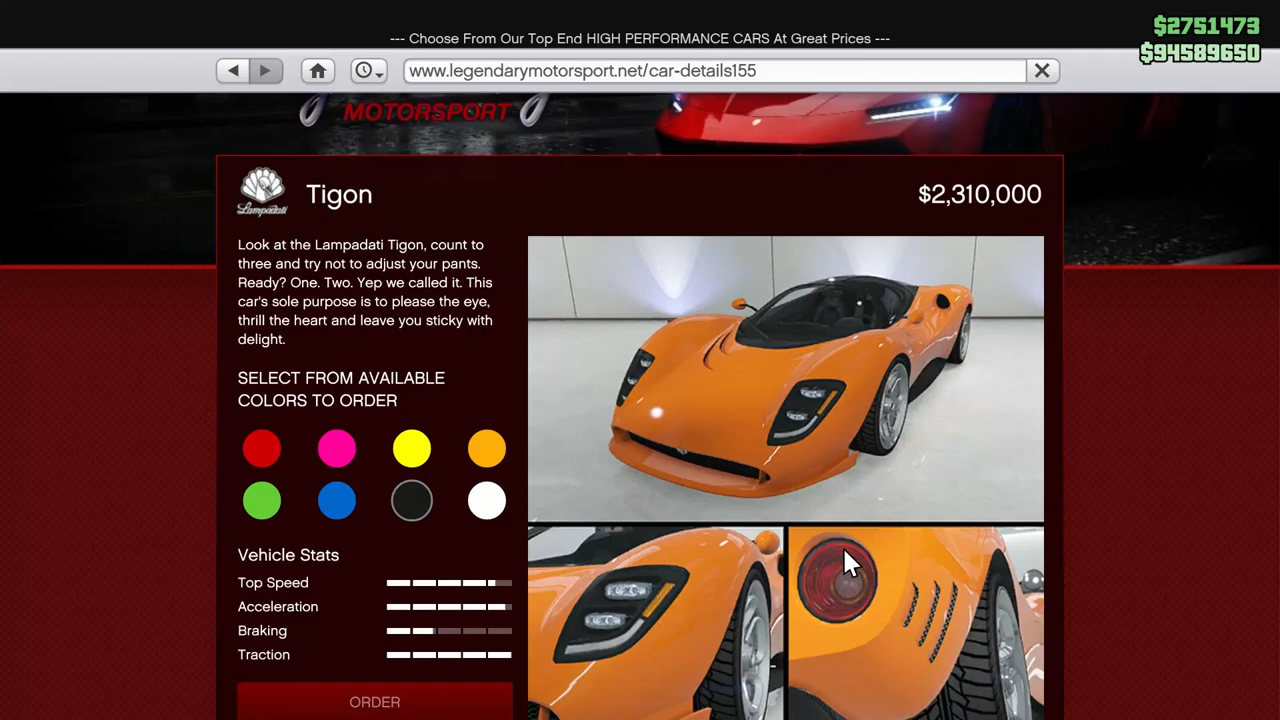 $2751473
--- Choose From Our Top End HIGH PERFORMANCE CARS At Great Prices ---
$94589650
www.legendarymotorsport.net/car-details155
MOTORSPORT
Lampadati
Tigon
$2,310,000
Look at the Lampadati Tigon, count to
three and try not to adjust your pants.
Ready? One. Two. Yep we called it. This
car's sole purpose is to please the eye,
thrill the heart and leave you sticky with
delight.
SELECT FROM AVAILABLE
COLORS TO ORDER
Vehicle Stats
Top Speed
Acceleration
Braking
Traction
ORDER